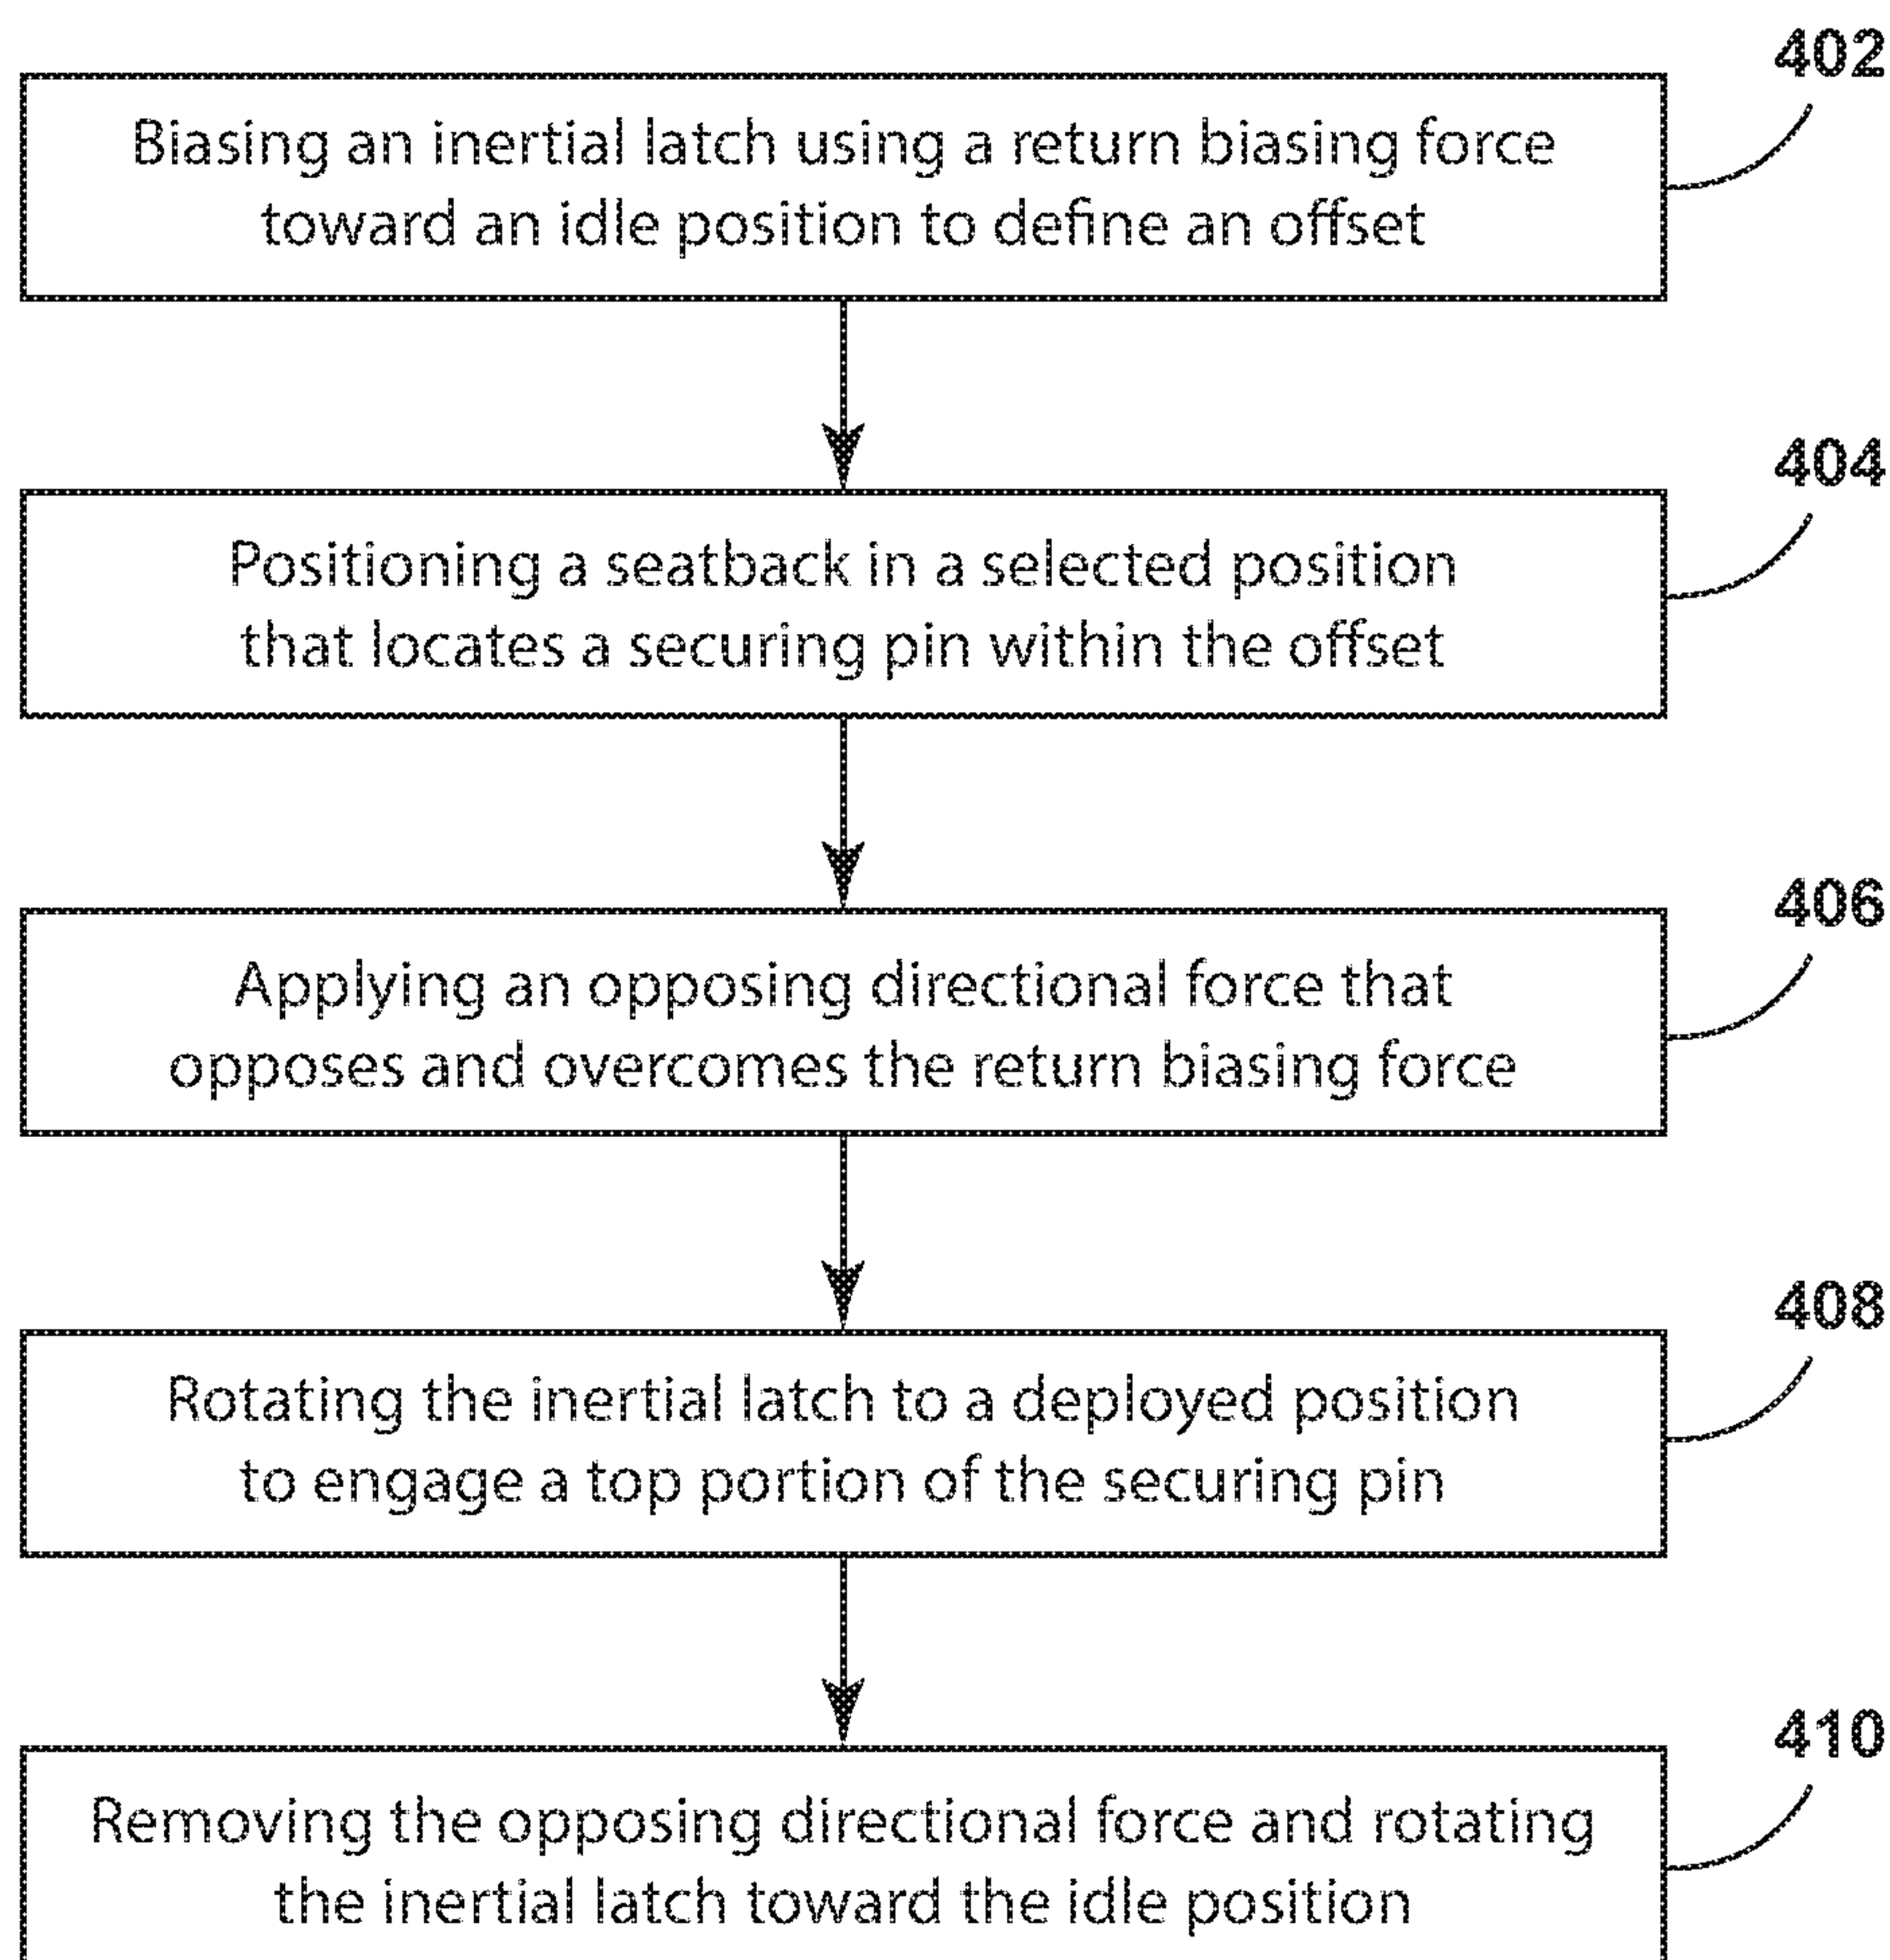 402
Biasing an inertial latch using a return biasing force
toward an idle position to define an offset
404
Positioning a seatback in a selected position
that locates a securing pin within the offset
406
Applying an opposing directional force that
opposes and overcomes the return biasing force
408
Rotating the inertial latch to a deployed position
to engage a top portion of the securing pin
410
Removing the opposing directional force and rotating
the inertial latch toward the idle position